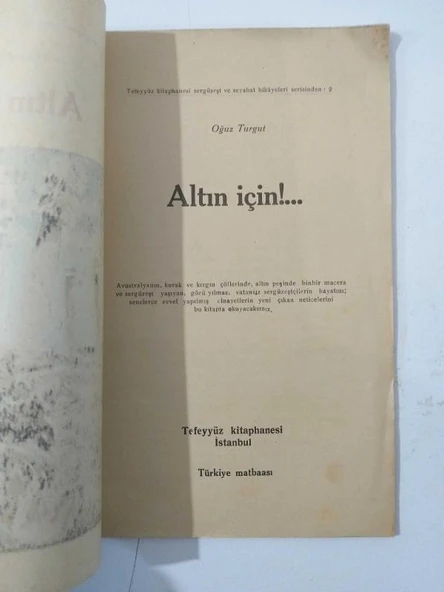 Tefeyyüz kitaphanesi sergüzeşt ve seyahat hikâyeleri serisinden : 2
Oğuz Turgut
Altın için!...
Avustralyanın, kurak ve kızgın çöllerinde, altın peşinde binbir macera
ve sergüzeşt yaşıyan, gözü yılmaz, vatansız sergüzeştçilerin hayatını;
senelerce evvel yapılmış cinayetlerin yeni çıkan neticelerini
bu kitapta okuyacaksınız.
Tefeyyüz kitaphanesi
İstanbul
Türkiye matbaası
Altın